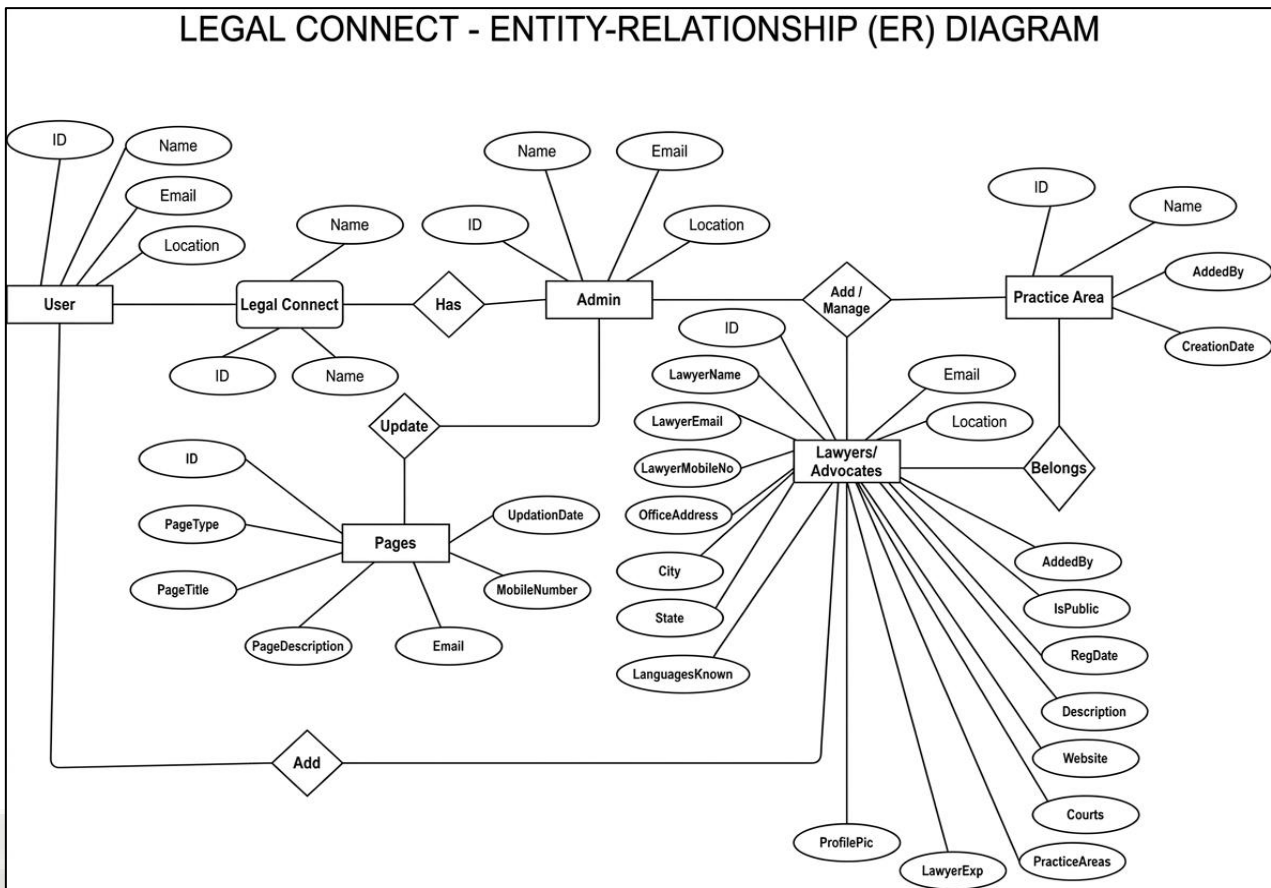 LEGAL CONNECT - ENTITY-RELATIONSHIP (ER) DIAGRAM
ID
Name
Email
Location
User
Name
Legal Connect
ID
Name
Has
Name
Email
ID
Location
Admin
Add /
Manage
ID
Name
AddedBy
CreationDate
Practice Area
Update
ID
PageType
PageTitle
PageDescription
Email
MobileNumber
UpdationDate
Pages
ID
LawyerName
LawyerEmail
LawyerMobileNo
OfficeAddress
City
State
LanguagesKnown
Email
Location
Lawyers/
Advocates
Belongs
AddedBy
IsPublic
RegDate
Description
Website
Courts
PracticeAreas
LawyerExp
ProfilePic
Add